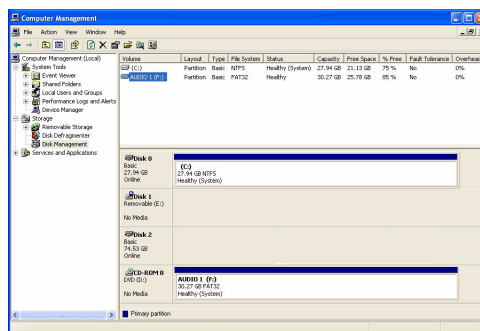 Computer Management
File Action View Window Help
Computer Management (Local)
System Tools
Event Viewer
Shared Folders
Local Users and Groups
Performance Logs and Alerts
Device Manager
Storage
Removable Storage
Disk Defragmenter
Disk Management
Services and Applications
Volume Layout Type File System Status Capacity Free Space % Free Fault Tolerance Overhead
(C:) Partition Basic NTFS Healthy (System) 27.94 GB 21.13 GB 75 % No 0%
AUDIO 1 (F:) Partition Basic FAT32 Healthy 30.27 GB 25.78 GB 85 % No 0%
Disk 0
Basic
27.94 GB
Online
(C:)
27.94 GB NTFS
Healthy (System)
Disk 1
Removable (E:)
No Media
Disk 2
Basic
74.53 GB
Online
CD-ROM 0
DVD (D:)
No Media
AUDIO 1 (F:)
30.27 GB FAT32
Healthy (System)
Primary partition